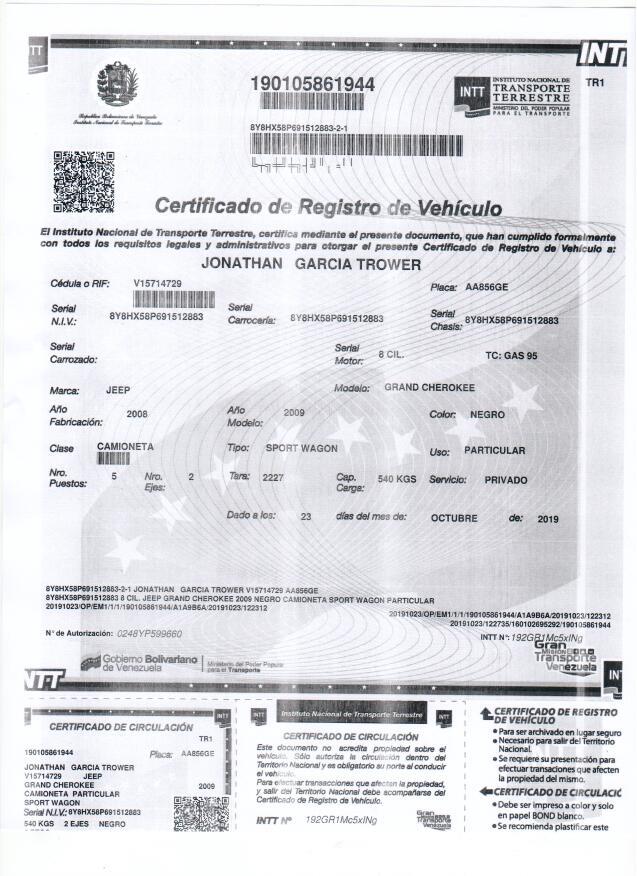 INTT
INTT
TR1
República Bolivariana de Venezuela
Instituto Nacional de Transporte Terrestre
190105861944
8Y8HX58P691512883-2-1
INTT
INSTITUTO NACIONAL DE
TRANSPORTE
TERRESTRE
MINISTERIO DEL PODER POPULAR
PARA EL TRANSPORTE
Certificado de Registro de Vehículo
El Instituto Nacional de Transporte Terrestre, certifica mediante el presente documento, que han cumplido formalmente
con todos los requisitos legales y administrativos para otorgar el presente Certificado de Registro de Vehículo a:
JONATHAN GARCIA TROWER
Cédula o RIF: V15714729 Placa: AA856GE
Serial N.I.V.: 8Y8HX58P691512883 Serial Carrocería: 8Y8HX58P691512883 Serial Chasis: 8Y8HX58P691512883
Serial Carrozado: Serial Motor: 8 CIL. TC: GAS 95
Marca: JEEP Modelo: GRAND CHEROKEE
Año Fabricación: 2008 Año Modelo: 2009 Color: NEGRO
Clase CAMIONETA Tipo: SPORT WAGON Uso: PARTICULAR
Nro. Puestos: 5 Nro. Ejes: 2 Tara: 2227 Cap. Carga: 540 KGS Servicio: PRIVADO
Dado a los: 23 días del mes de: OCTUBRE de: 2019
8Y8HX58P691512883-2-1 JONATHAN GARCIA TROWER V15714729 AA856GE
8Y8HX58P691512883 8 CIL. JEEP GRAND CHEROKEE 2009 NEGRO CAMIONETA SPORT WAGON PARTICULAR
20191023/OP/EM1/1/1/190105861944/A1A9B6A/20191023/122312
20191023/OP/EM1/1/1/190105861944/A1A9B6A/20191023/122312
20191023/122735/160102695292/190105861944
N° de Autorización: 0248YP599660
INTT N°: 192GR1Mc5xINg
Gobierno Bolivariano
de Venezuela
Ministerio del Poder Popular
para el Transporte
Gran
MISIÓN
Transporte
Venezuela
INTT
INT
CERTIFICADO DE CIRCULACIÓN
INTT
TR1
190105861944 Placa: AA856GE
JONATHAN GARCIA TROWER
V15714729 JEEP
GRAND CHEROKEE 2009
CAMIONETA PARTICULAR
SPORT WAGON
Serial N.I.V.: 8Y8HX58P691512883
540 KGS 2 EJES NEGRO
INTT
Instituto Nacional de Transporte Terrestre
INTT
CERTIFICADO DE CIRCULACIÓN
Este documento no acredita propiedad sobre el
vehículo. Sólo autoriza la circulación dentro del
Territorio Nacional y es obligatorio su norte al conducir
el vehículo.
Para efectuar transacciones que afecten la propiedad,
y salir del Territorio Nacional debe acompañarse del
Certificado de Registro de Vehículo.
INTT Nº 192GR1Mc5xINg
Gran
Transporte
Venezuela
CERTIFICADO DE REGISTRO
DE VEHÍCULO
● Para ser archivado en lugar seguro
Necesario para salir del Territorio
Nacional.
● Se requiere su presentación para
efectuar transaciones que afecten
la propiedad del mismo.
CERTIFICADO DE CIRCULACIÓ
● Debe ser impreso a color y solo
en papel BOND blanco.
● Se recomienda plastificar este